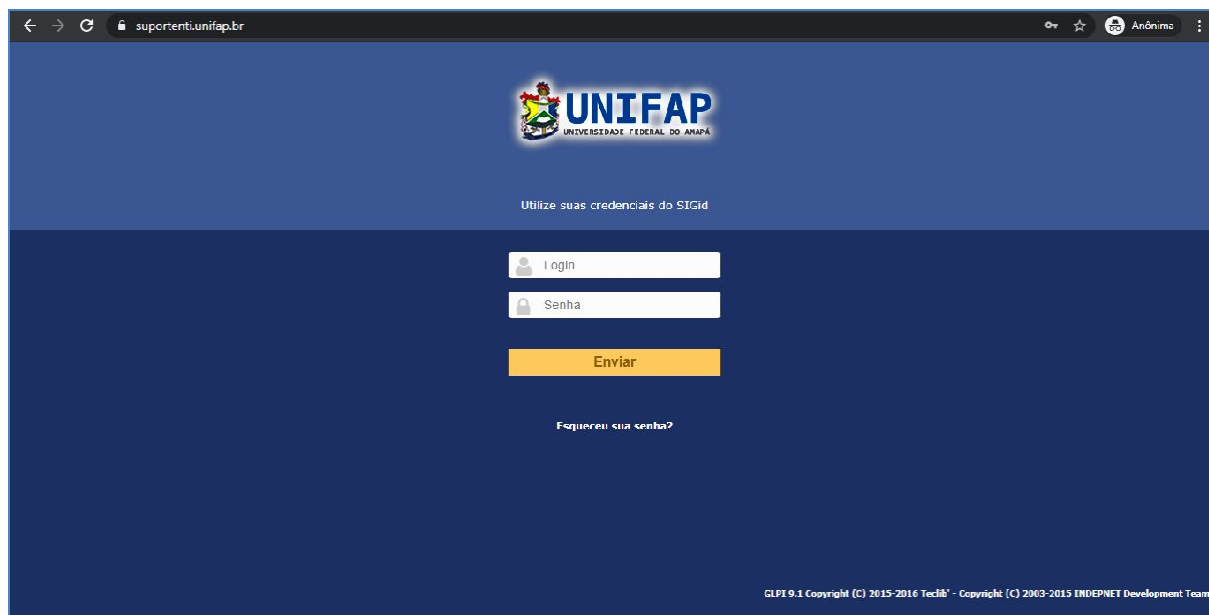 suportenti.unifap.br
Anônima
UNIFAP
UNIVERSIDADE FEDERAL DO AMAPÁ
Utilize suas credenciais do SIGid
Login
Senha
Enviar
Esqueceu sua senha?
GLPI 9.1 Copyright (C) 2015-2016 Teclib' - Copyright (C) 2003-2015 INDEPNET Development Team